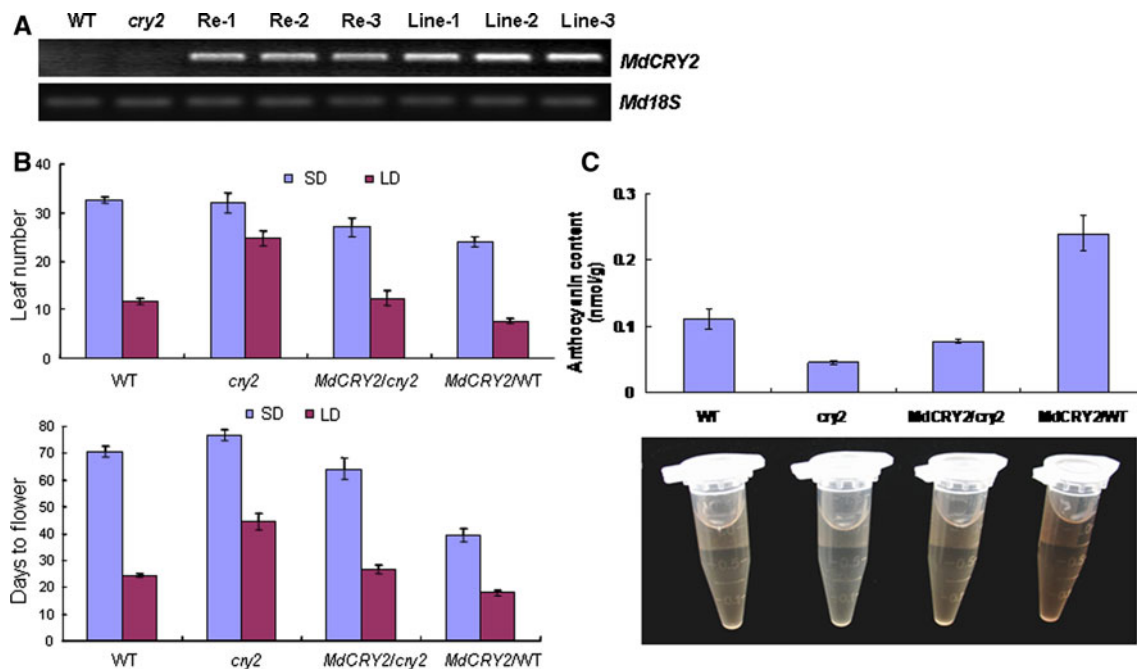 A
WT cry2 Re-1 Re-2 Re-3 Line-1 Line-2 Line-3
MdCRY2
Md18S
B
SD LD
Leaf number
40
30
20
10
0
WT cry2 MdCRY2/cry2 MdCRY2/WT
SD LD
Days to flower
80
70
60
50
40
30
20
10
0
WT cry2 MdCRY2/cry2 MdCRY2/WT
C
Anthocyanin content
(nmol/g)
0.3
0.2
0.1
0
WT cry2 MdCRY2/cry2 MdCRY2/WT